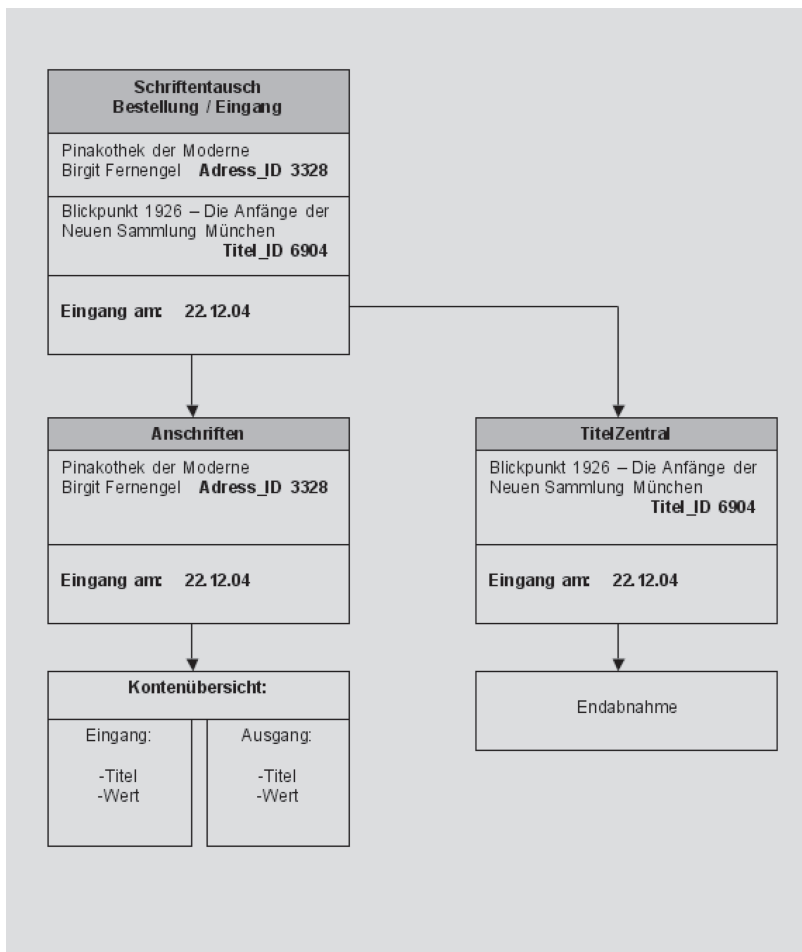 Schriftentausch
Bestellung / Eingang
Pinakothek der Moderne
Birgit Fernengel Adress_ID 3328
Blickpunkt 1926 – Die Anfänge der
Neuen Sammlung München
Titel_ID 6904
Eingang am: 22.12.04
Anschriften
Pinakothek der Moderne
Birgit Fernengel Adress_ID 3328
Eingang am: 22.12.04
TitelZentral
Blickpunkt 1926 – Die Anfänge der
Neuen Sammlung München
Titel_ID 6904
Eingang am: 22.12.04
Kontenübersicht:
Eingang:
-Titel
-Wert
Ausgang:
-Titel
-Wert
Endabnahme